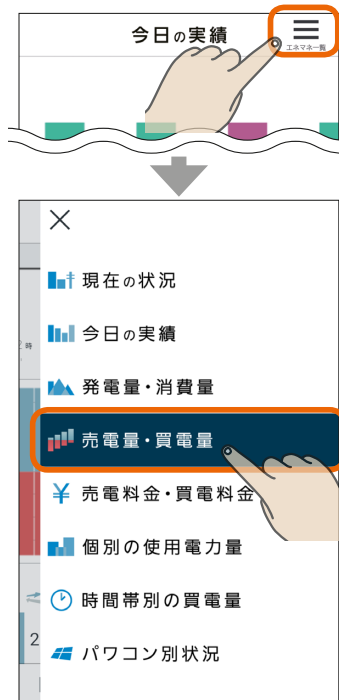 今日の実績
エネマネ一覧
現在の状況
時
今日の実績
発電量・消費量
売電量・買電量
¥ 売電料金・買電料金
個別の使用電力量
時間帯別の買電量
2
パワコン別状況